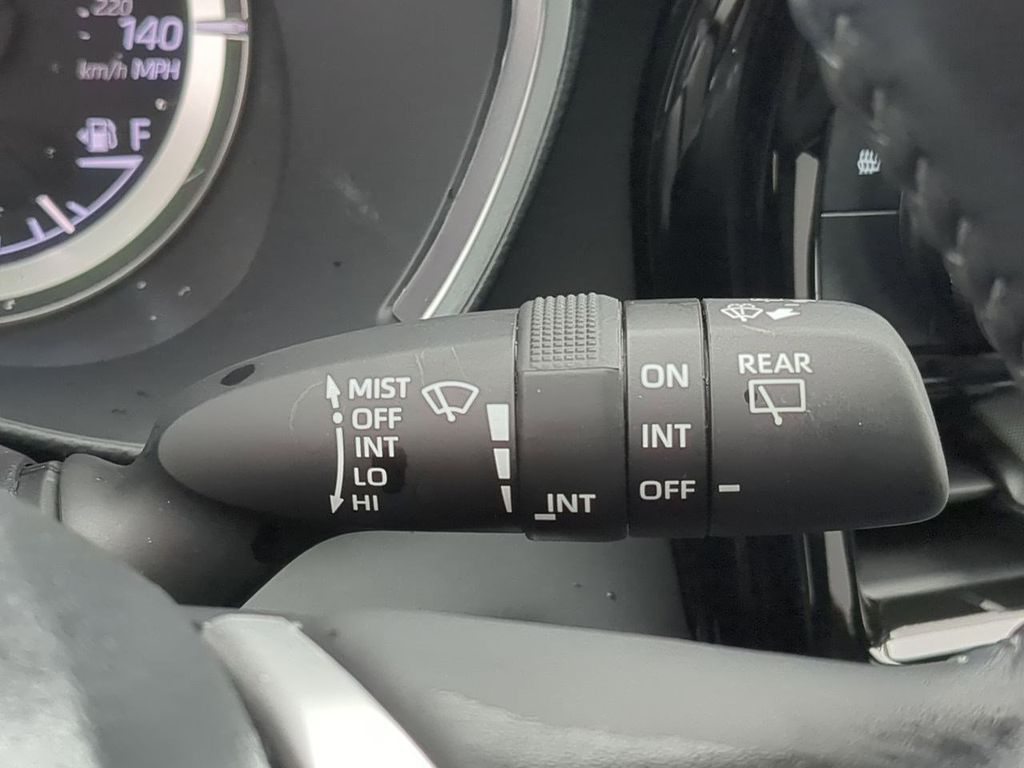 220
140
km/h MPH
F
MIST
OFF
INT
LO
HI
INT
ON
INT
OFF
REAR